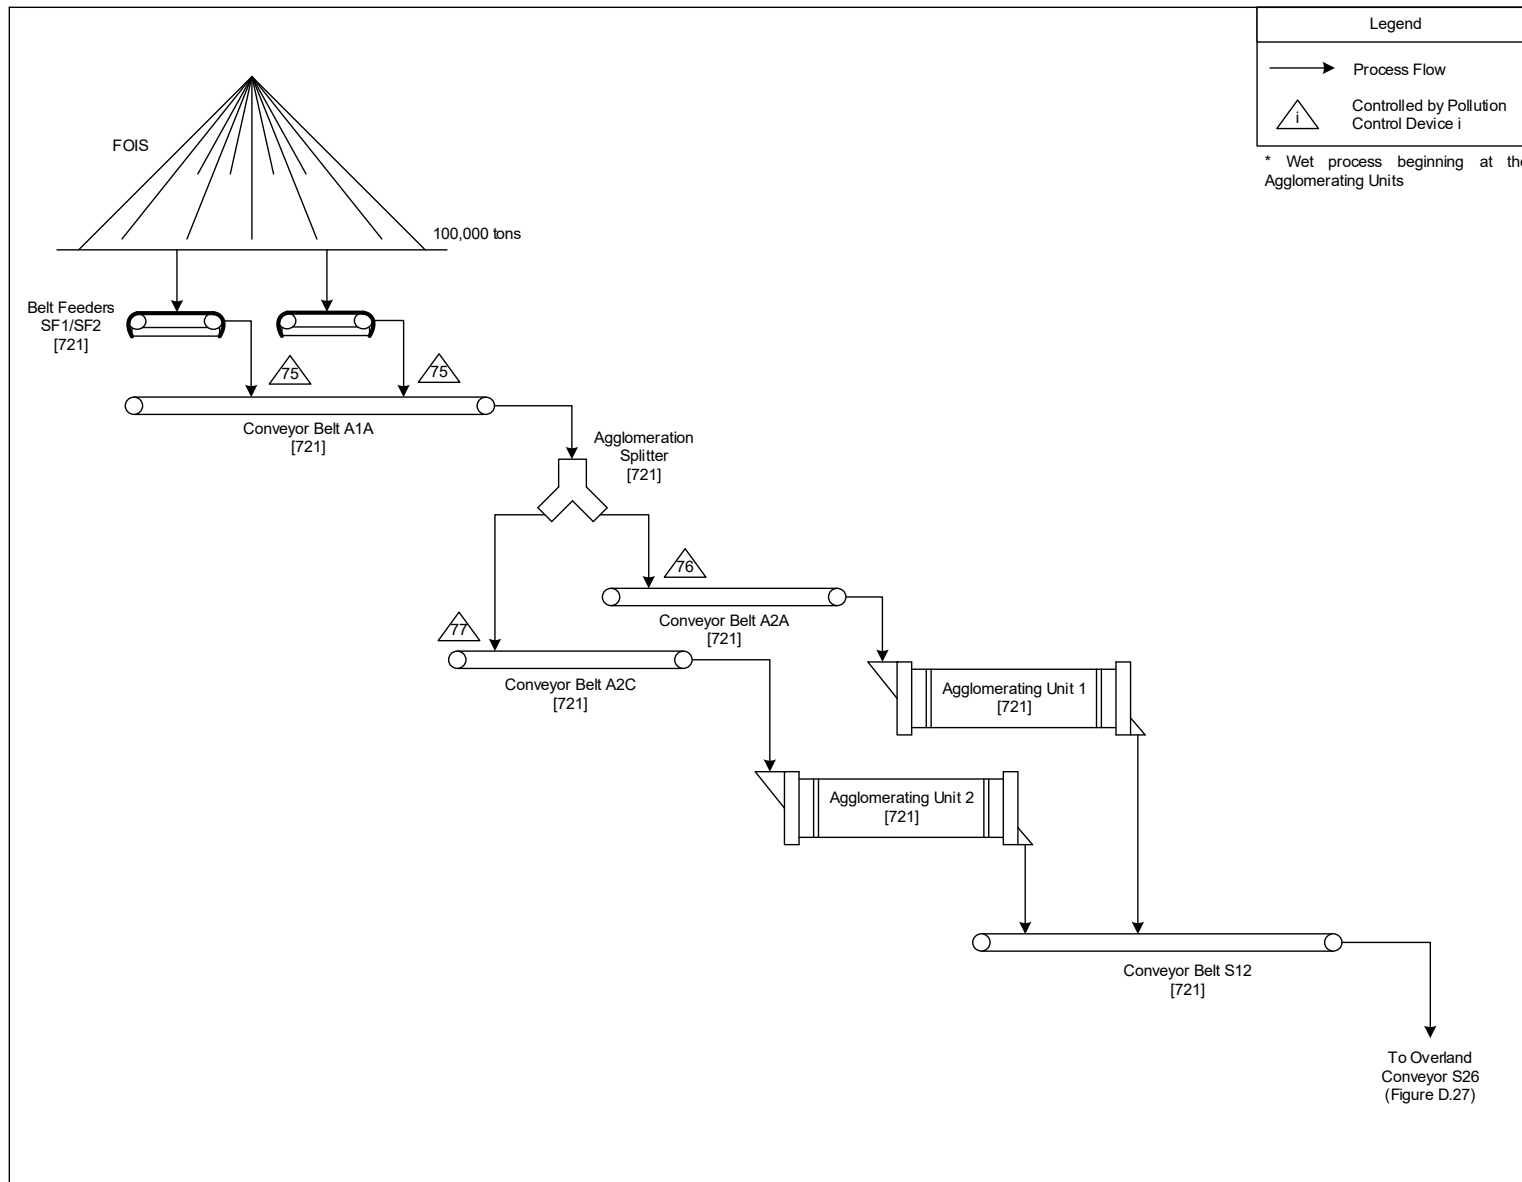 Legend
Process Flow
i
Controlled by Pollution
Control Device i
* Wet process beginning at the
Agglomerating Units
FOIS
100,000 tons
Belt Feeders
SF1/SF2
[721]
75
75
Conveyor Belt A1A
[721]
Agglomeration
Splitter
[721]
76
Conveyor Belt A2A
[721]
77
Conveyor Belt A2C
[721]
Agglomerating Unit 1
[721]
Agglomerating Unit 2
[721]
Conveyor Belt S12
[721]
To Overland
Conveyor S26
(Figure D.27)